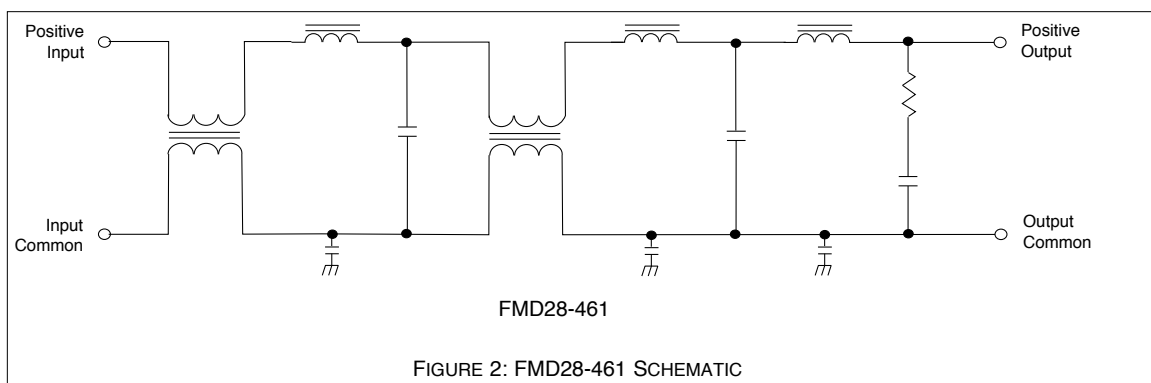 Positive
Input
Positive
Output
Input
Common
Output
Common
FMD28-461
FIGURE 2: FMD28-461 SCHEMATIC